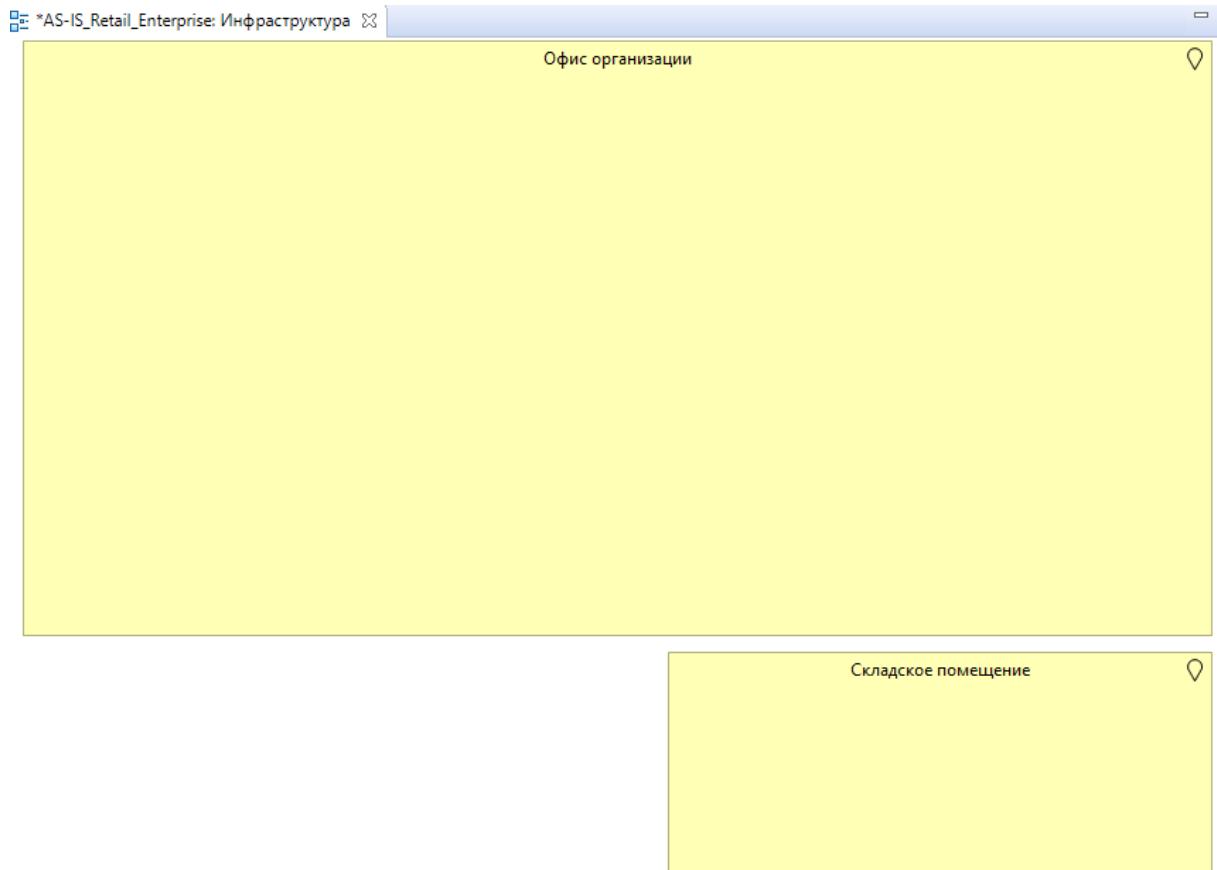 *AS-IS_Retail_Enterprise: Инфраструктура
Офис организации
Складское помещение